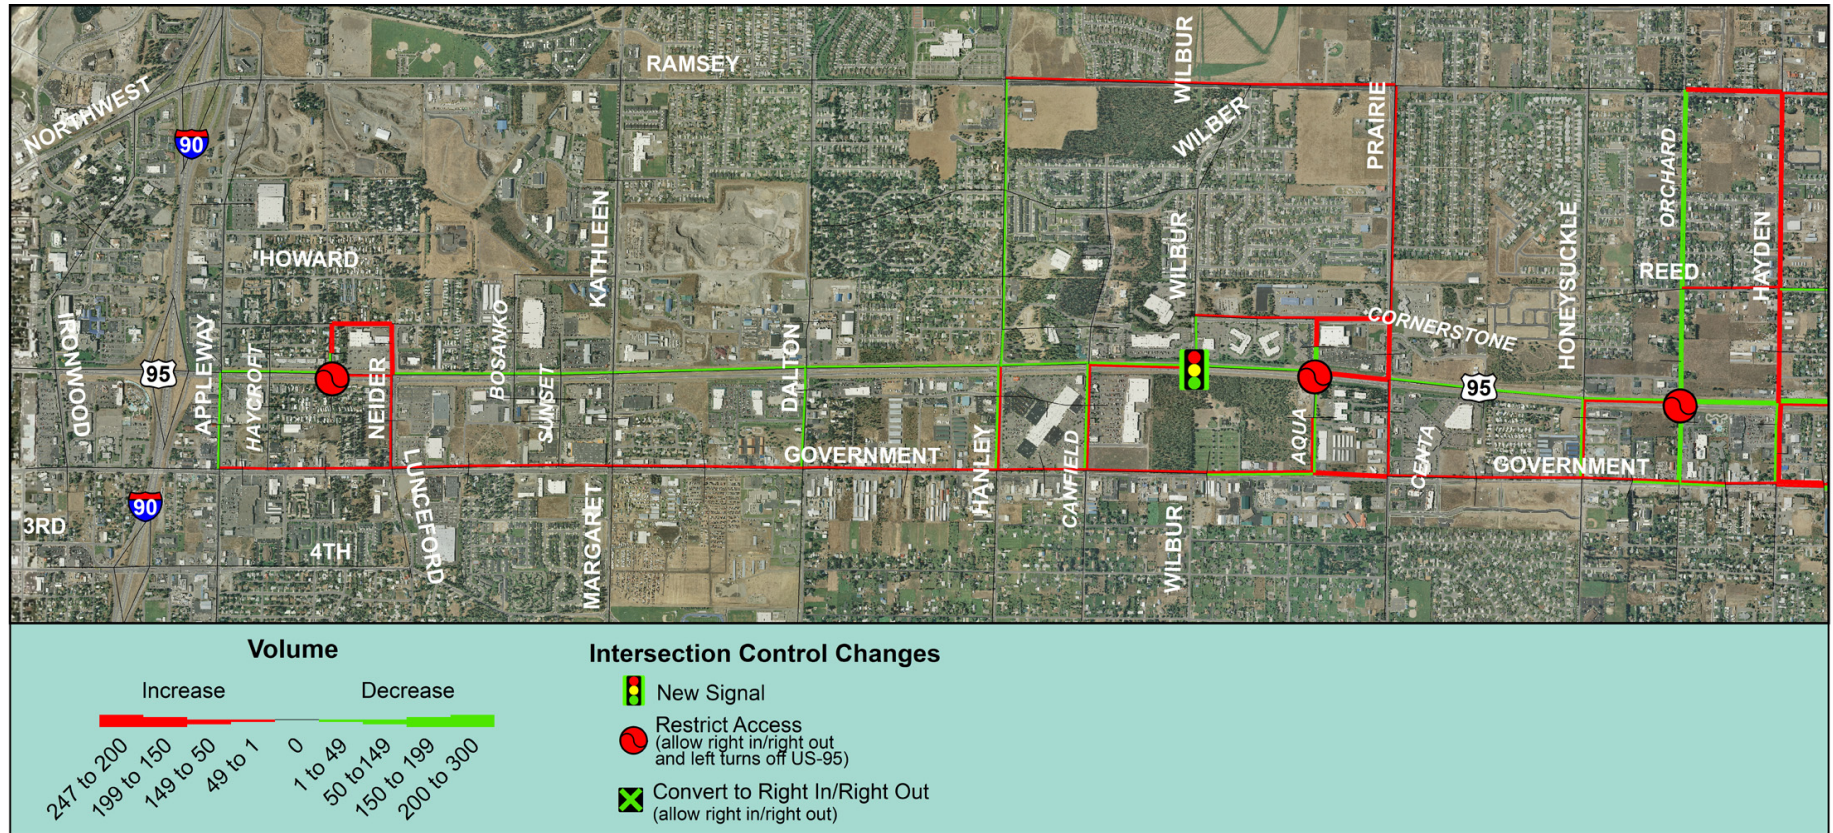 NORTHWEST
90
RAMSEY
WILBUR
WILBER
PRAIRIE
ORCHARD
HOWARD
KATHLEEN
WILBUR
HONEYSUCKLE
REED
HAYDEN
IRONWOOD
95
APPLEWAY
HAYCROFT
NEIDER
BOSANKO
SUNSET
DALTON
CORNERSTONE
95
HANLEY
CANFIELD
AQUA
CENTA
GOVERNMENT
GOVERNMENT
LUNCEFORD
90
3RD
4TH
MARGARET
WILBUR
Volume
Increase
Decrease
247 to 200
199 to 150
149 to 50
49 to 1
0
1 to 49
50 to149
150 to 199
200 to 300
Intersection Control Changes
New Signal
Restrict Access
(allow right in/right out
and left turns off US-95)
Convert to Right In/Right Out
(allow right in/right out)